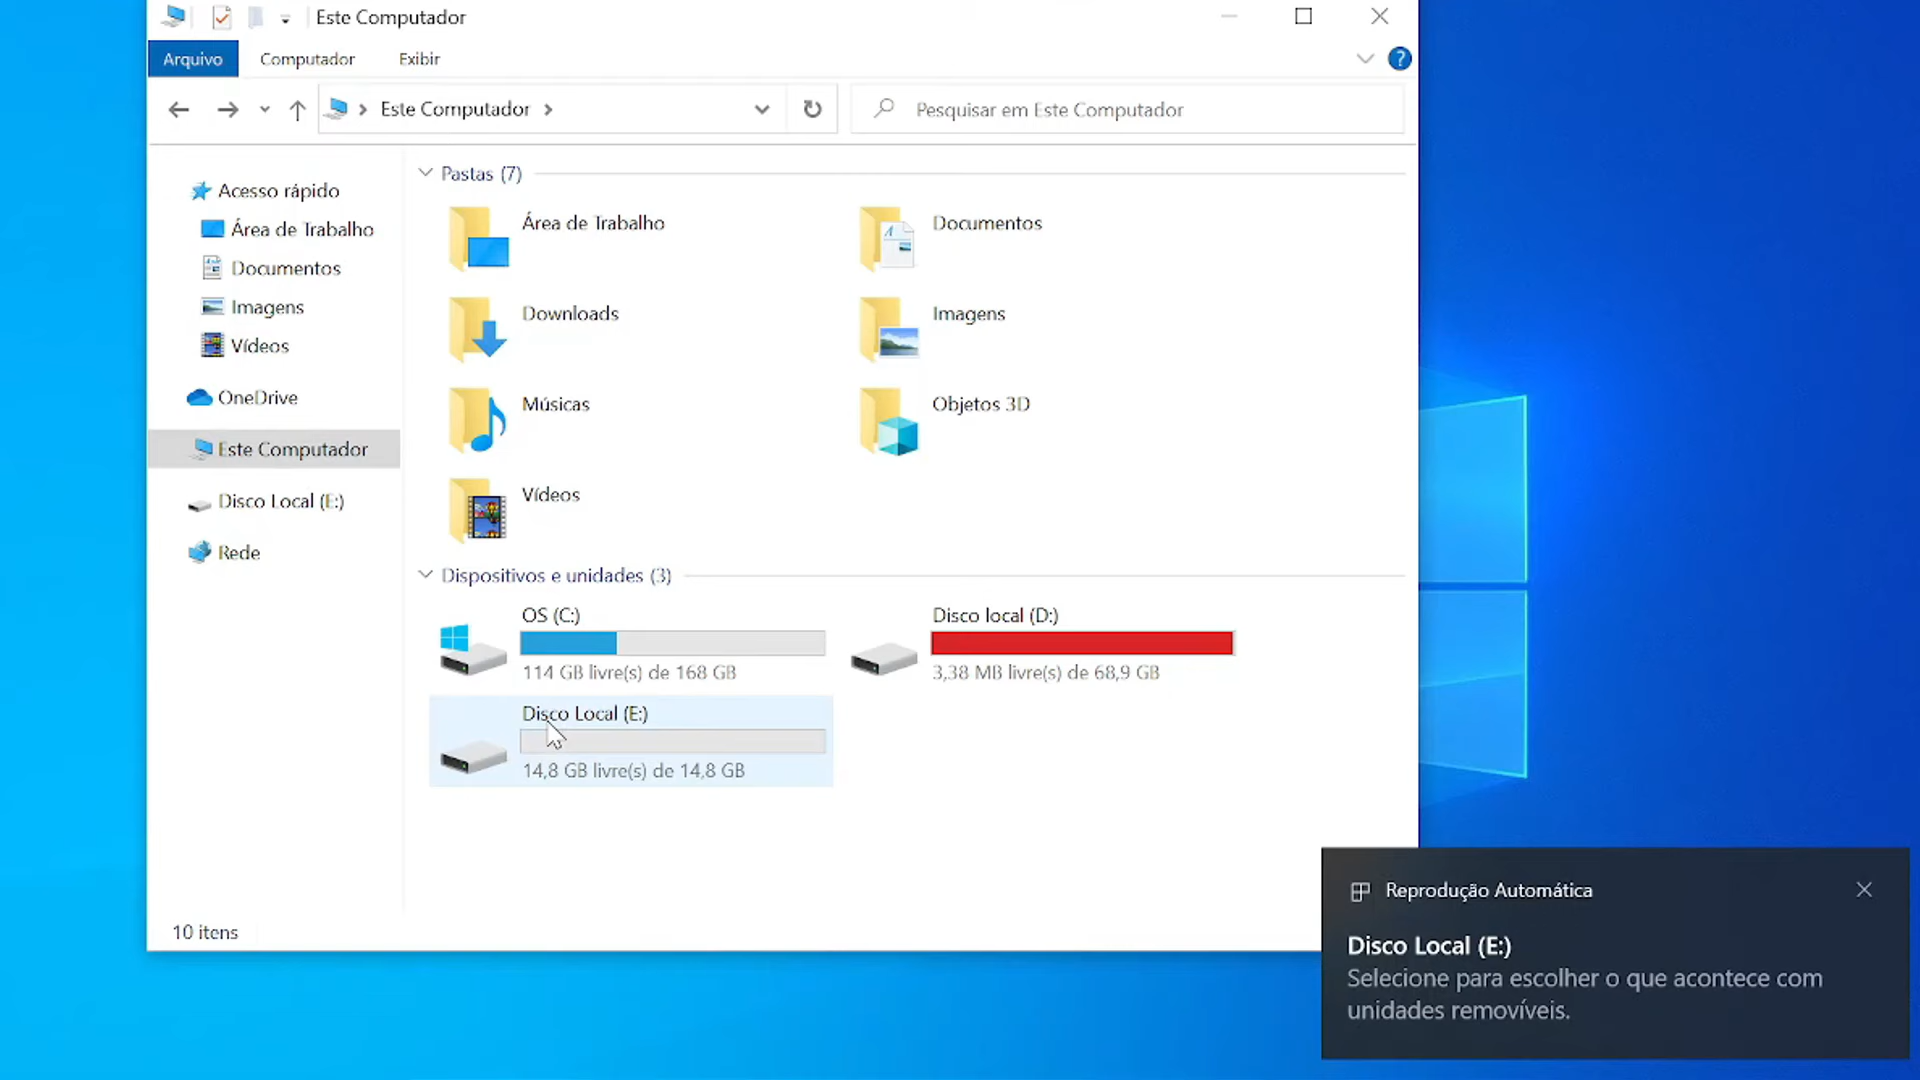 Este Computador
Arquivo
Computador
Exibir
?
Este Computador
Pesquisar em Este Computador
Acesso rápido
Área de Trabalho
Documentos
Imagens
Vídeos
OneDrive
Este Computador
Disco Local (E:)
Rede
Pastas (7)
Área de Trabalho
Documentos
Downloads
Imagens
Músicas
Objetos 3D
Vídeos
Dispositivos e unidades (3)
OS (C:)
114 GB livre(s) de 168 GB
Disco local (D:)
3,38 MB livre(s) de 68,9 GB
Disco Local (E:)
14,8 GB livre(s) de 14,8 GB
10 itens
Reprodução Automática
Disco Local (E:)
Selecione para escolher o que acontece com
unidades removíveis.